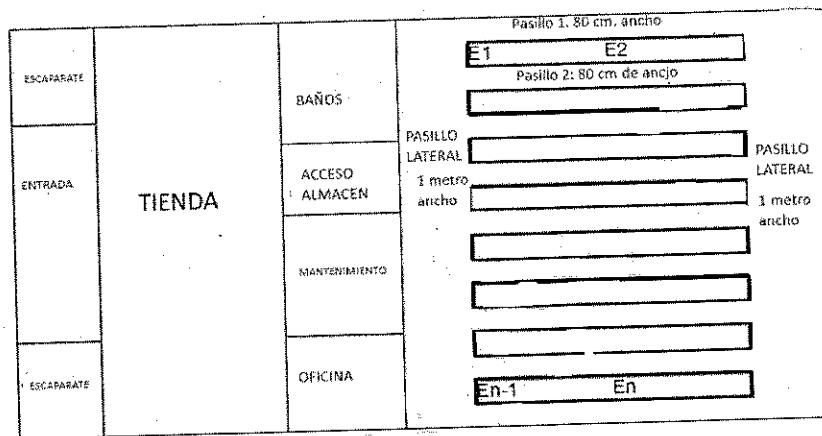 Pasillo 1. 80 cm. ancho
E1
E2
Pasillo 2: 80 cm de ancjo
ESCAPARATE
ENTRADA
ESCAPARATE
TIENDA
BAÑOS
ACCESO
ALMACEN
MANTENIMIENTO
OFICINA
PASILLO
LATERAL
1 metro
ancho
PASILLO
LATERAL
1 metro
ancho
En-1
En